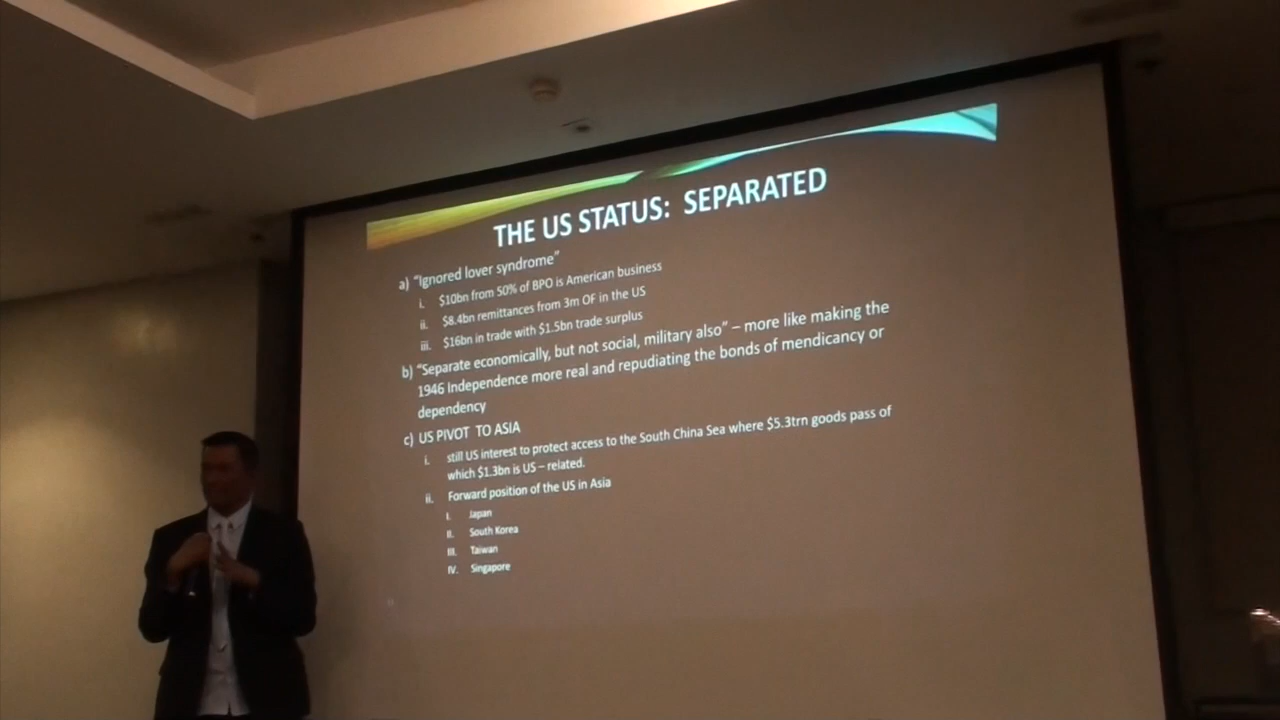 THE US STATUS: SEPARATED
a) "Ignored lover syndrome"
i. $10bn from 50% of BPO is American business
ii. $8.4bn remittances from 3m OF in the US
iii. $16bn in trade with $1.5bn trade surplus
b) "Separate economically, but not social, military also" – more like making the
1946 Independence more real and repudiating the bonds of mendicancy or
dependency
c) US PIVOT TO ASIA
i. still US interest to protect access to the South China Sea where $5.3trn goods pass of
which $1.3bn is US – related.
ii. Forward position of the US in Asia
I. Japan
II. South Korea
III. Taiwan
IV. Singapore